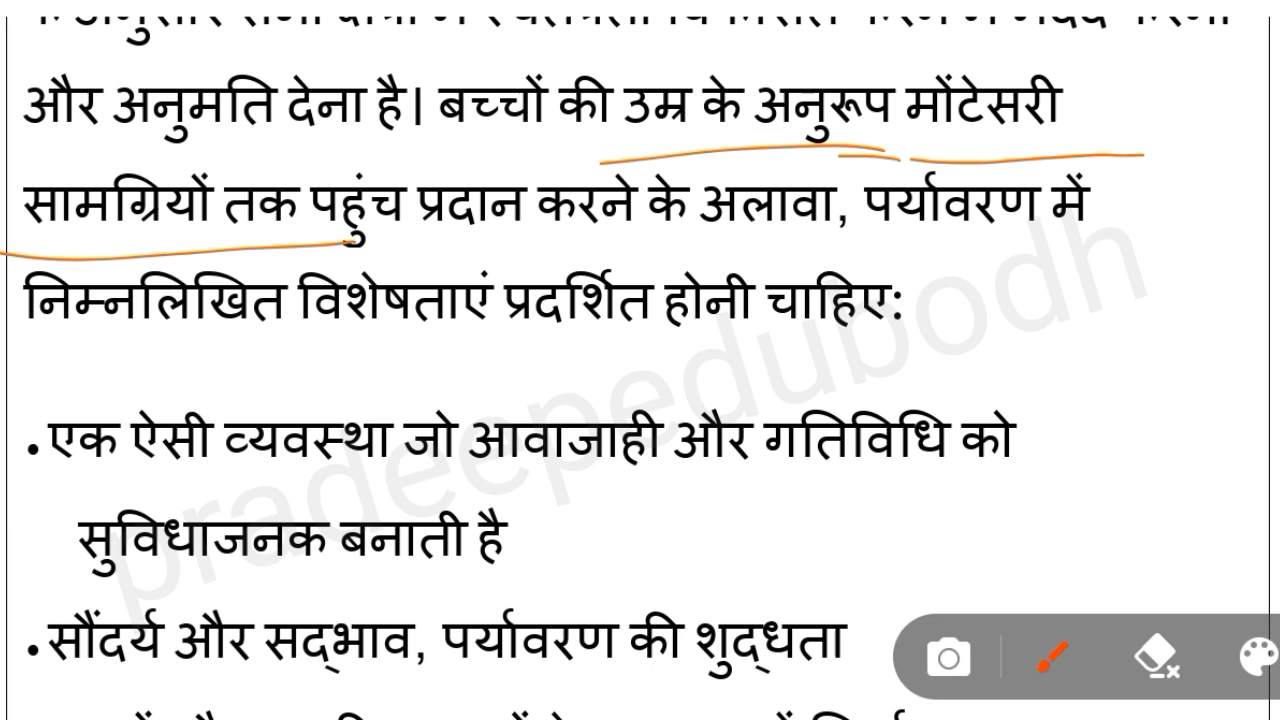 और अनुमति देना है। बच्चों की उम्र के अनुरूप मोंटेसरी
सामग्रियों तक पहुंच प्रदान करने के अलावा, पर्यावरण में
निम्नलिखित विशेषताएं प्रदर्शित होनी चाहिए:
• एक ऐसी व्यवस्था जो आवाजाही और गतिविधि को
सुविधाजनक बनाती है
• सौंदर्य और सद्भाव, पर्यावरण की शुद्धता
pradeepedubodh